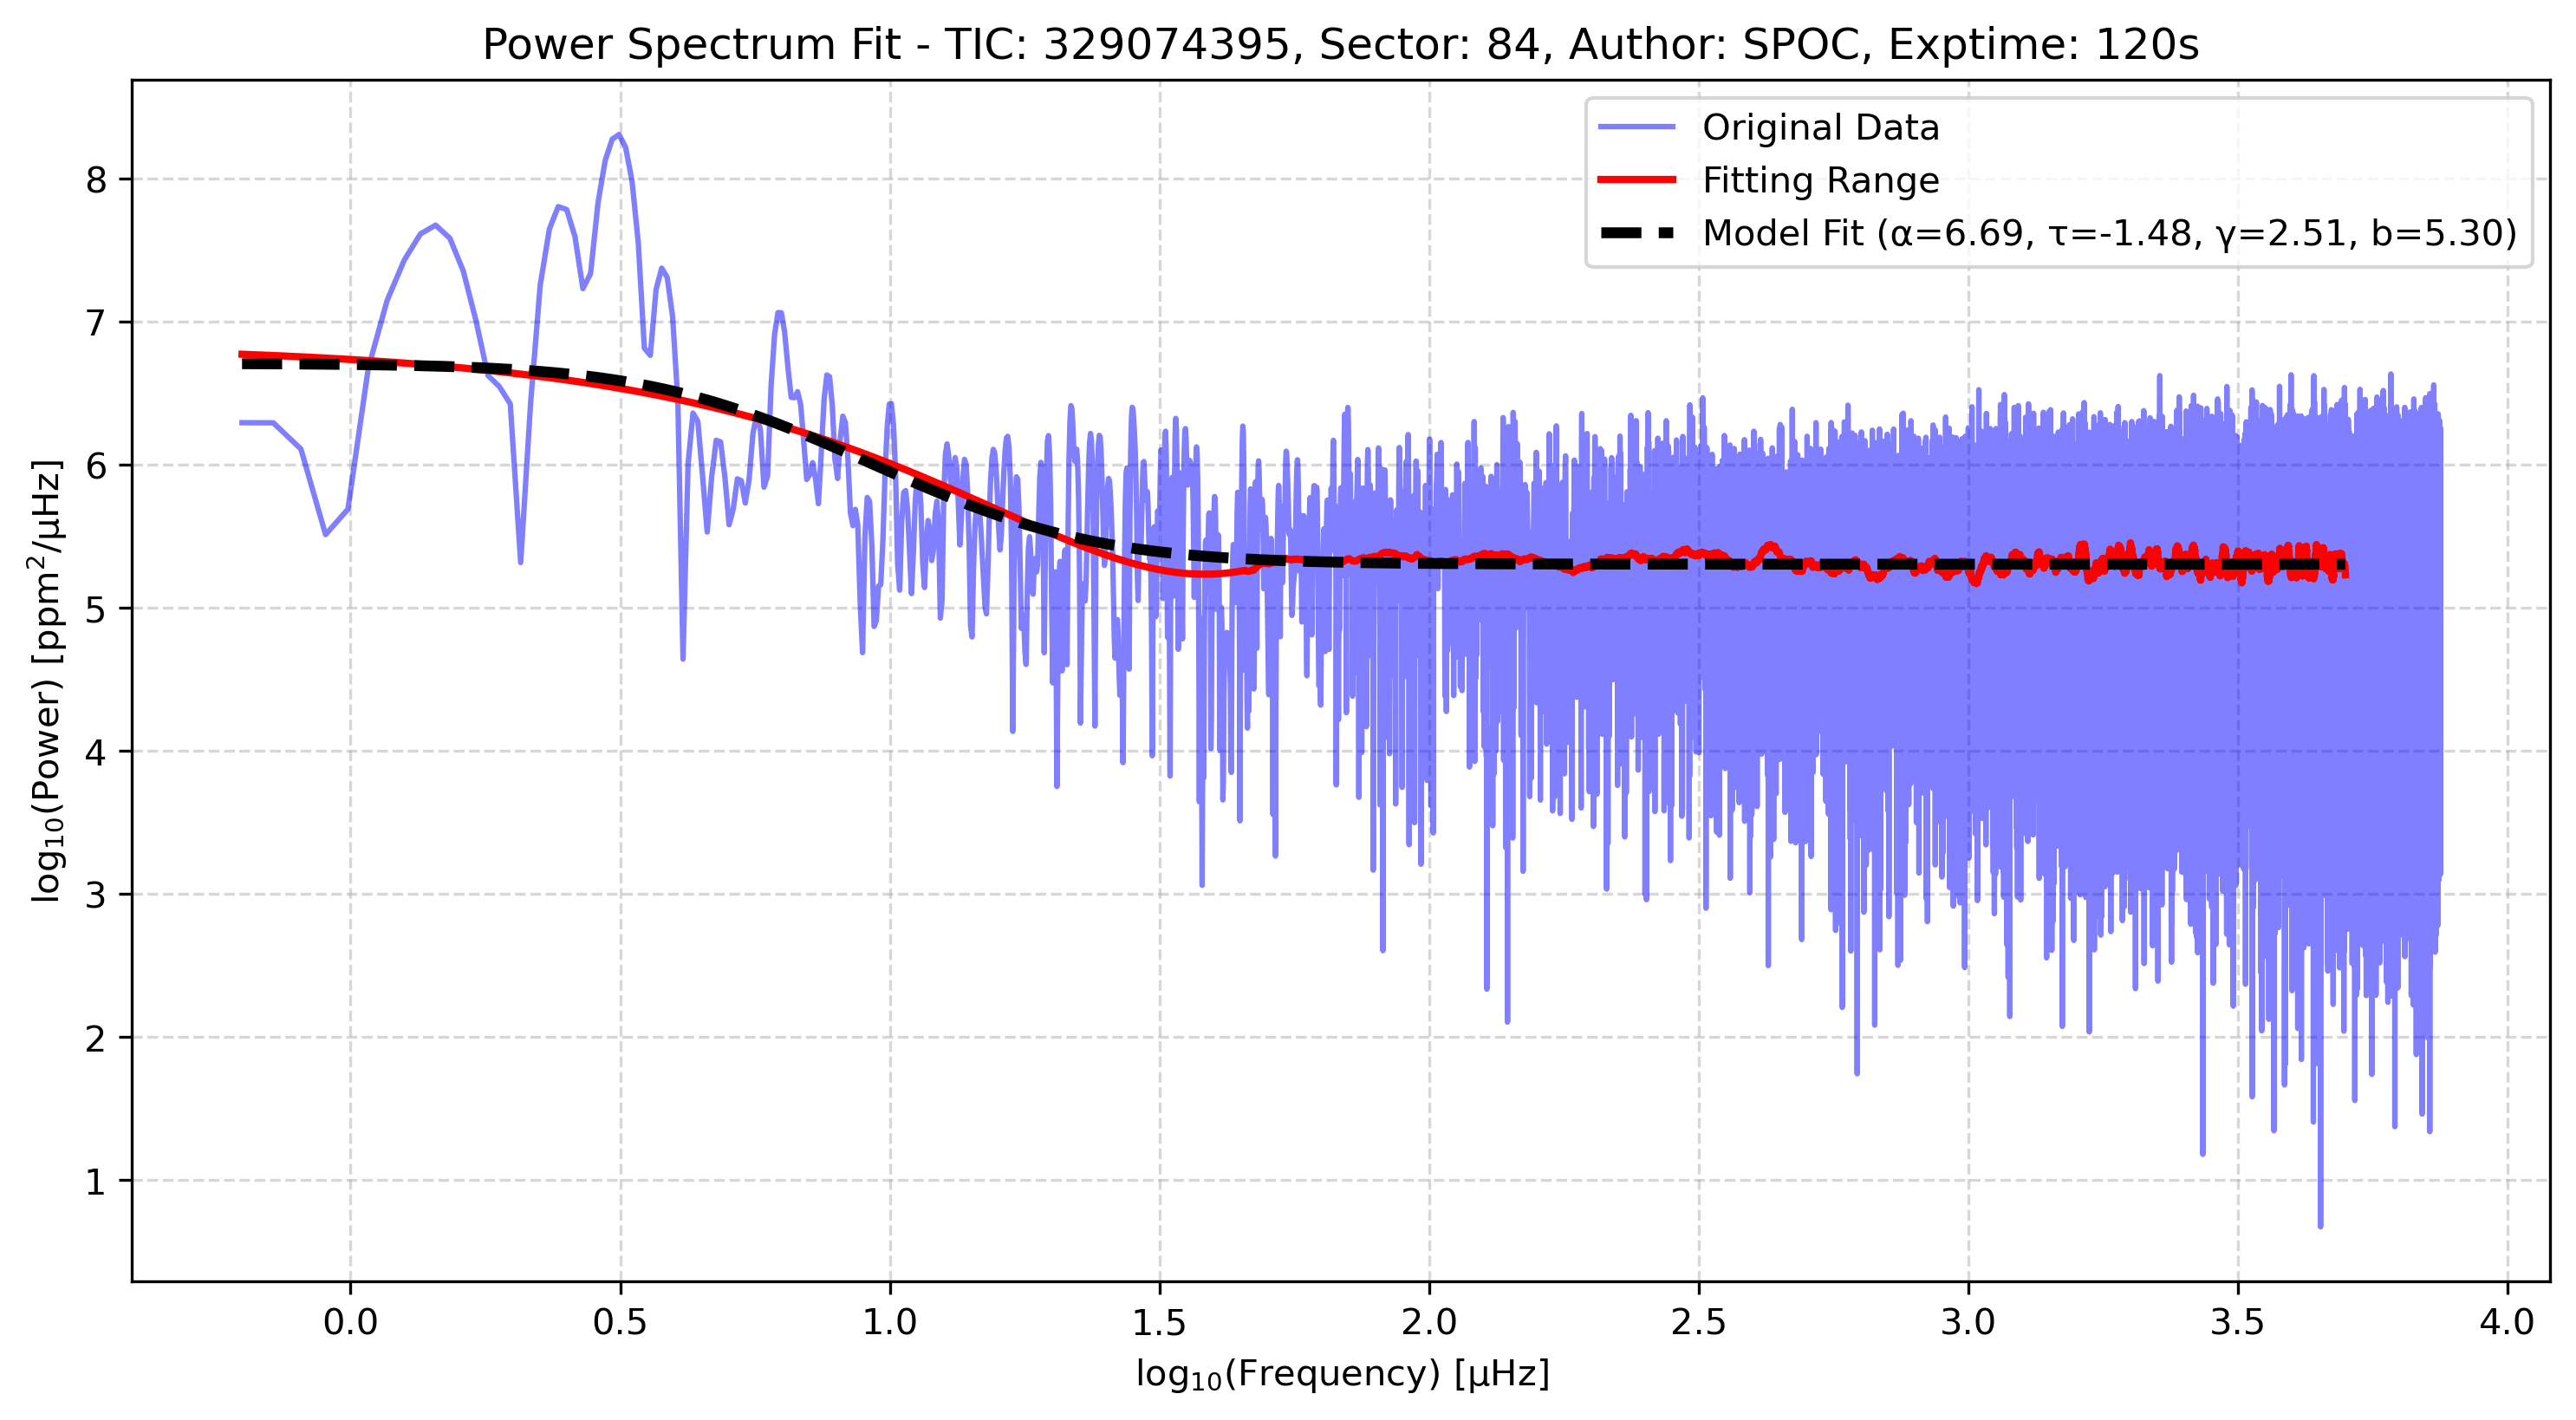 Power Spectrum Fit - TIC: 329074395, Sector: 84, Author: SPOC, Exptime: 120s
Original Data
Fitting Range
Model Fit (α=6.69, τ=-1.48, γ=2.51, b=5.30)
log₁₀(Power) [ppm²/μHz]
8
7
6
5
4
3
2
1
0.0 0.5 1.0 1.5 2.0 2.5 3.0 3.5 4.0
log₁₀(Frequency) [μHz]